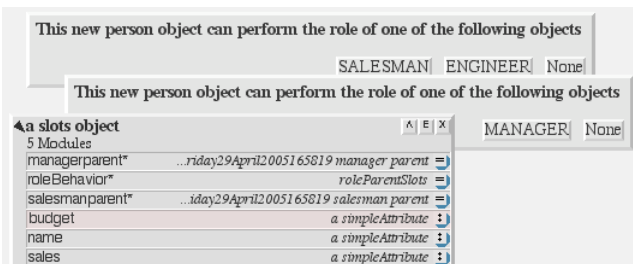 This new person object can perform the role of one of the following objects
SALESMAN ENGINEER None
This new person object can perform the role of one of the following objects
MANAGER None
a slots object ^ E X
5 Modules
managerparent* ...riday29April2005165819 manager parent =
roleBehavior* roleParentSlots =
salesmanparent* ...iday29April2005165819 salesman parent =
budget a simpleAttribute :
name a simpleAttribute :
sales a simpleAttribute :